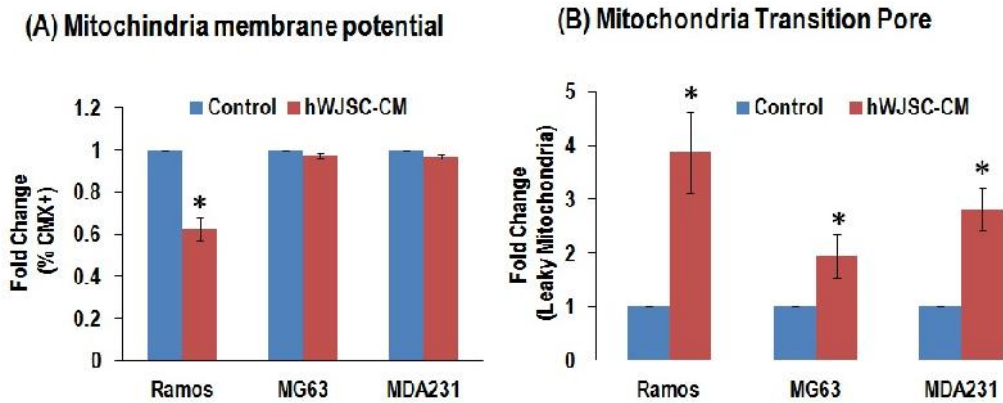 (A) Mitochindria membrane potential
Control hWJSC-CM
Fold Change
(% CMX+)
1.2
1
0.8
0.6
0.4
0.2
0
*
Ramos MG63 MDA231
(B) Mitochondria Transition Pore
Control hWJSC-CM
Fold Change
(Leaky Mitochondria)
5
4
3
2
1
0
* * *
Ramos MG63 MDA231